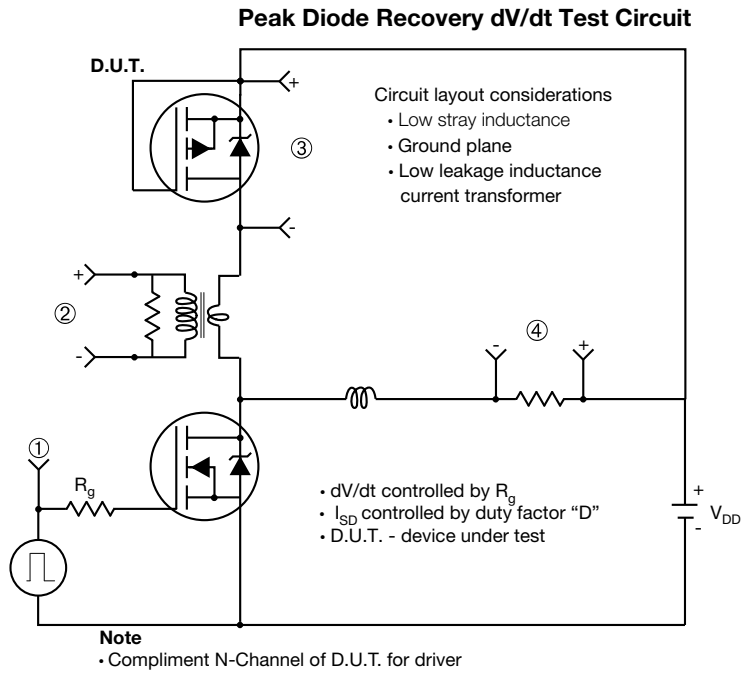 Peak Diode Recovery dV/dt Test Circuit
D.U.T.
+
Circuit layout considerations
• Low stray inductance
• Ground plane
• Low leakage inductance
current transformer
③
-
+
②
-
④
-
+
①
Rg
• dV/dt controlled by Rg
• ISD controlled by duty factor “D”
• D.U.T. - device under test
+
VDD
-
Note
• Compliment N-Channel of D.U.T. for driver